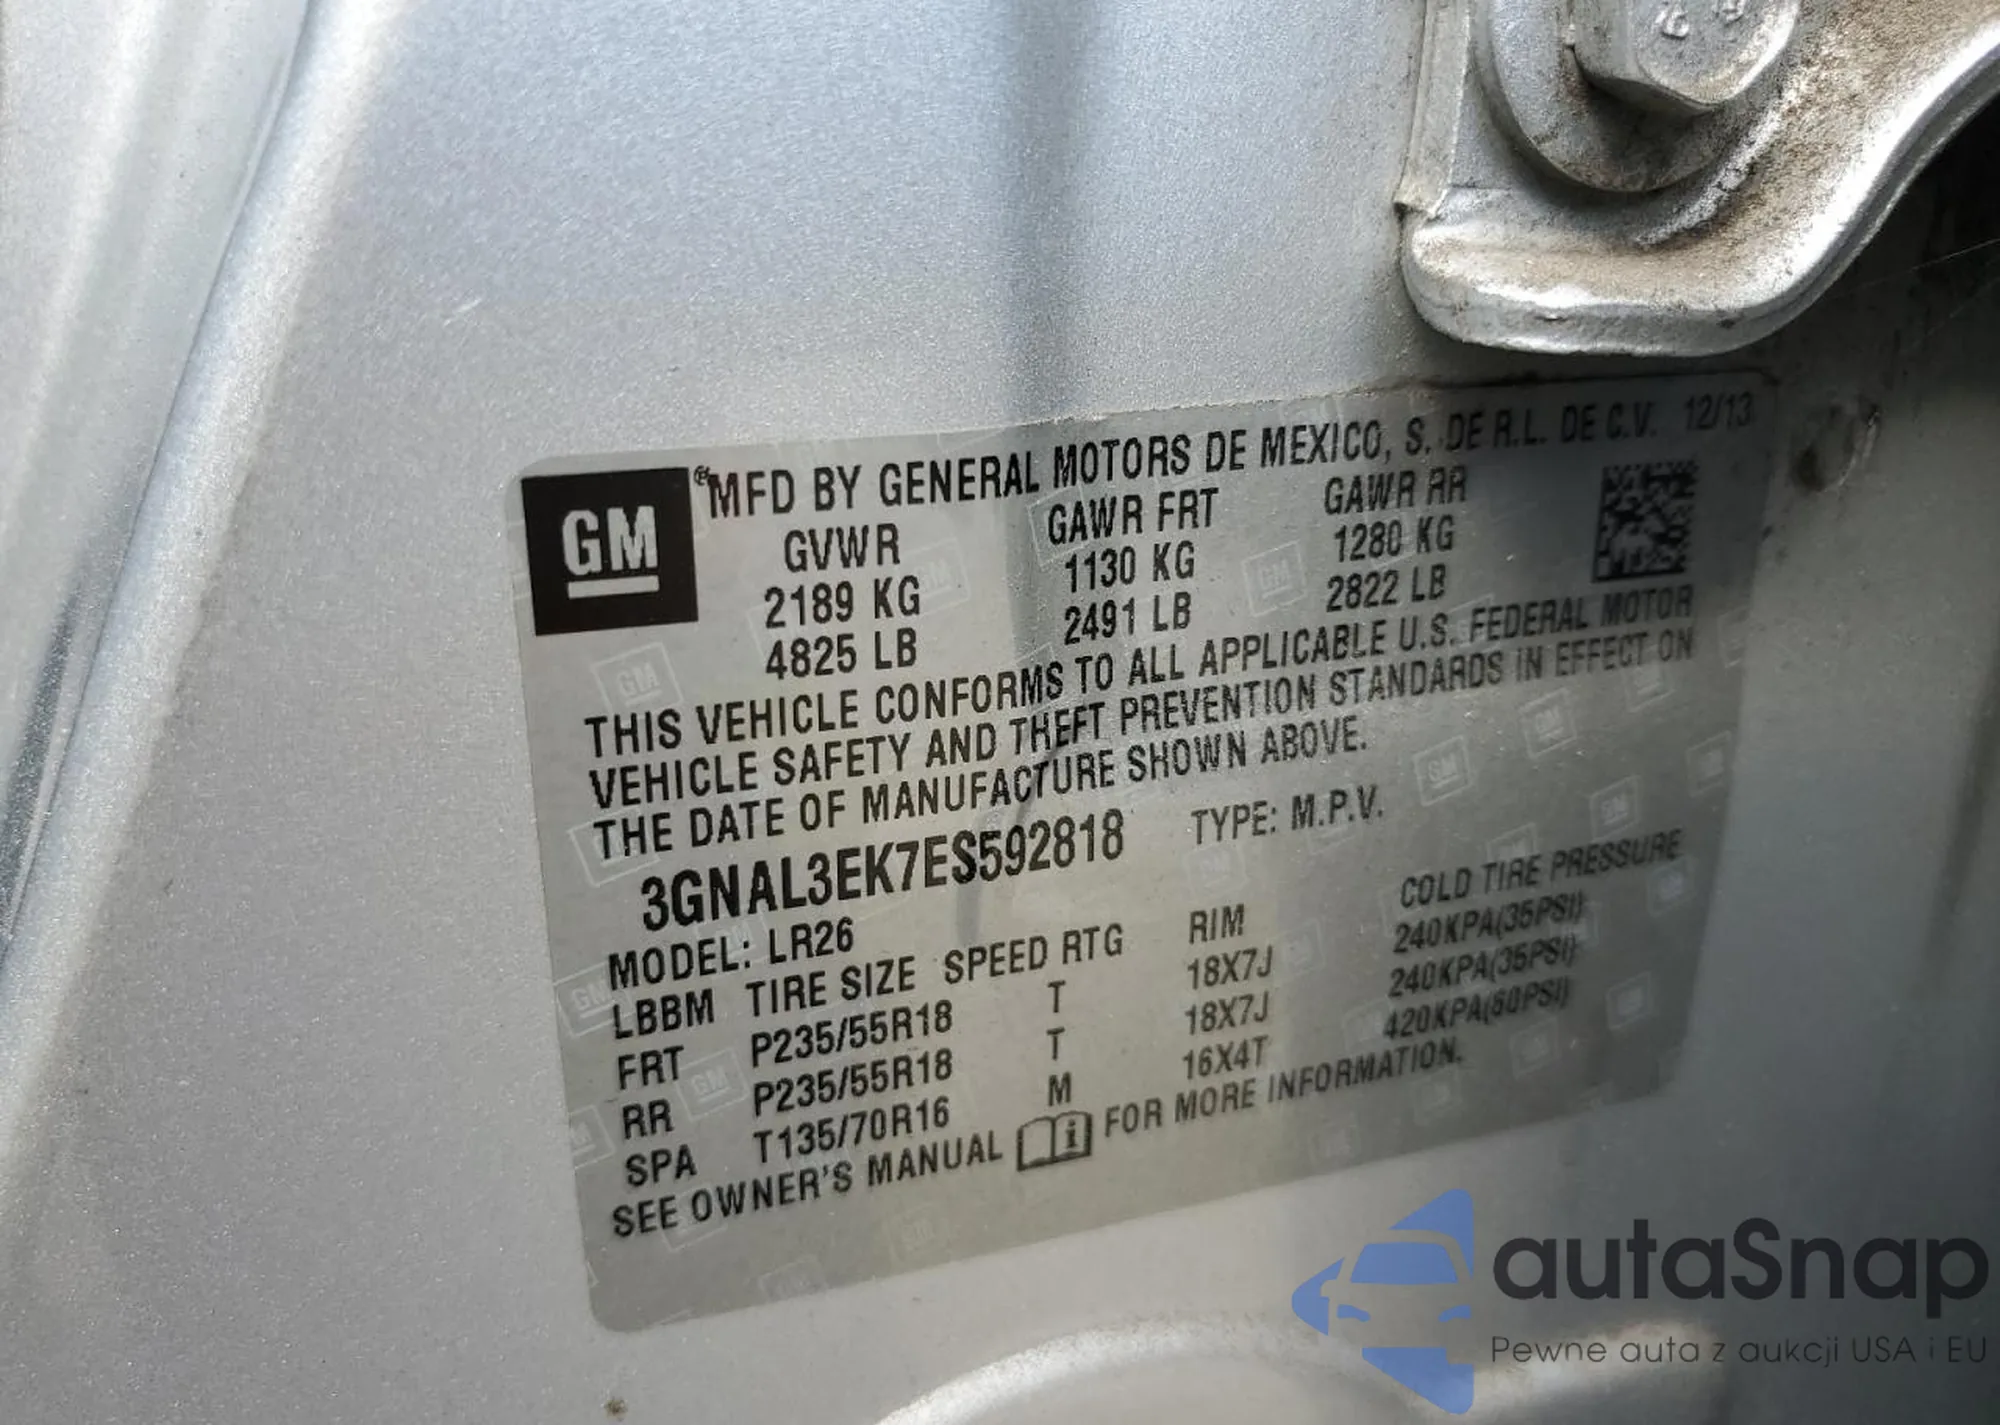 GM
MFD BY GENERAL MOTORS DE MEXICO, S. DE R.L. DE C.V. 12/13
GVWR GAWR FRT GAWR RR
2189 KG 1130 KG 1280 KG
4825 LB 2491 LB 2822 LB
THIS VEHICLE CONFORMS TO ALL APPLICABLE U.S. FEDERAL MOTOR
VEHICLE SAFETY AND THEFT PREVENTION STANDARDS IN EFFECT ON
THE DATE OF MANUFACTURE SHOWN ABOVE.
3GNAL3EK7ES592818 TYPE: M.P.V.
MODEL: LR26
LBBM TIRE SIZE SPEED RTG RIM COLD TIRE PRESSURE
FRT P235/55R18 T 18X7J 240KPA(35PSI)
RR P235/55R18 T 18X7J 240KPA(35PSI)
SPA T135/70R16 M 16X4T 420KPA(60PSI)
SEE OWNER'S MANUAL i FOR MORE INFORMATION.
autaSnap
Pewne auta z aukcji USA i EU